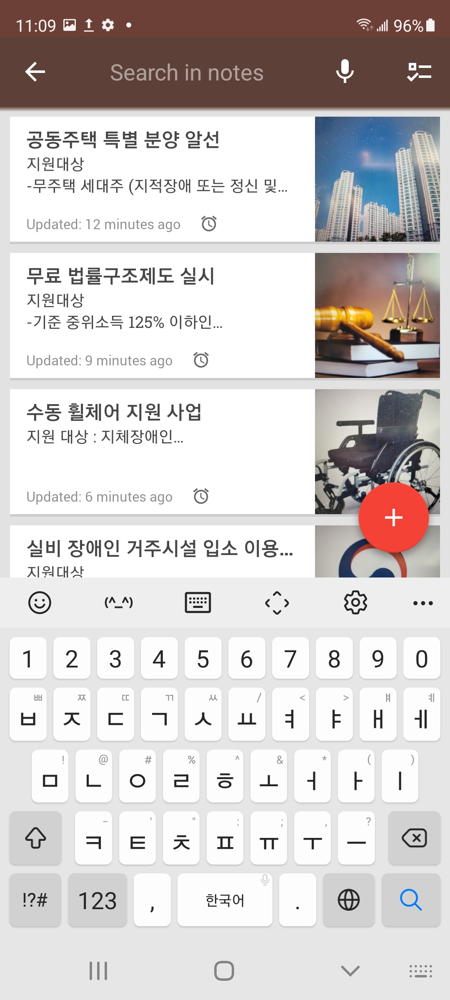 11:09 96%
Search in notes
공동주택 특별 분양 알선
지원대상
-무주택 세대주 (지적장애 또는 정신 및...
Updated: 12 minutes ago
무료 법률구조제도 실시
지원대상
-기준 중위소득 125% 이하인...
Updated: 9 minutes ago
수동 휠체어 지원 사업
지원 대상 : 지체장애인...
Updated: 6 minutes ago
실비 장애인 거주시설 입소 이용...
지원대상
(^_^)
1 2 3 4 5 6 7 8 9 0
ㅃ ㅉ ㄸ ㄲ ㅆ / < > ㅒ ㅖ
ㅂ ㅈ ㄷ ㄱ ㅅ ㅛ ㅕ ㅑ ㅐ ㅔ
! @ # % ^ & * ( )
ㅁ ㄴ ㅇ ㄹ ㅎ ㅗ ㅓ ㅏ ㅣ
- ' " : ; , ?
ㅋ ㅌ ㅊ ㅍ ㅠ ㅜ ㅡ
!?# 123 , 한국어 .